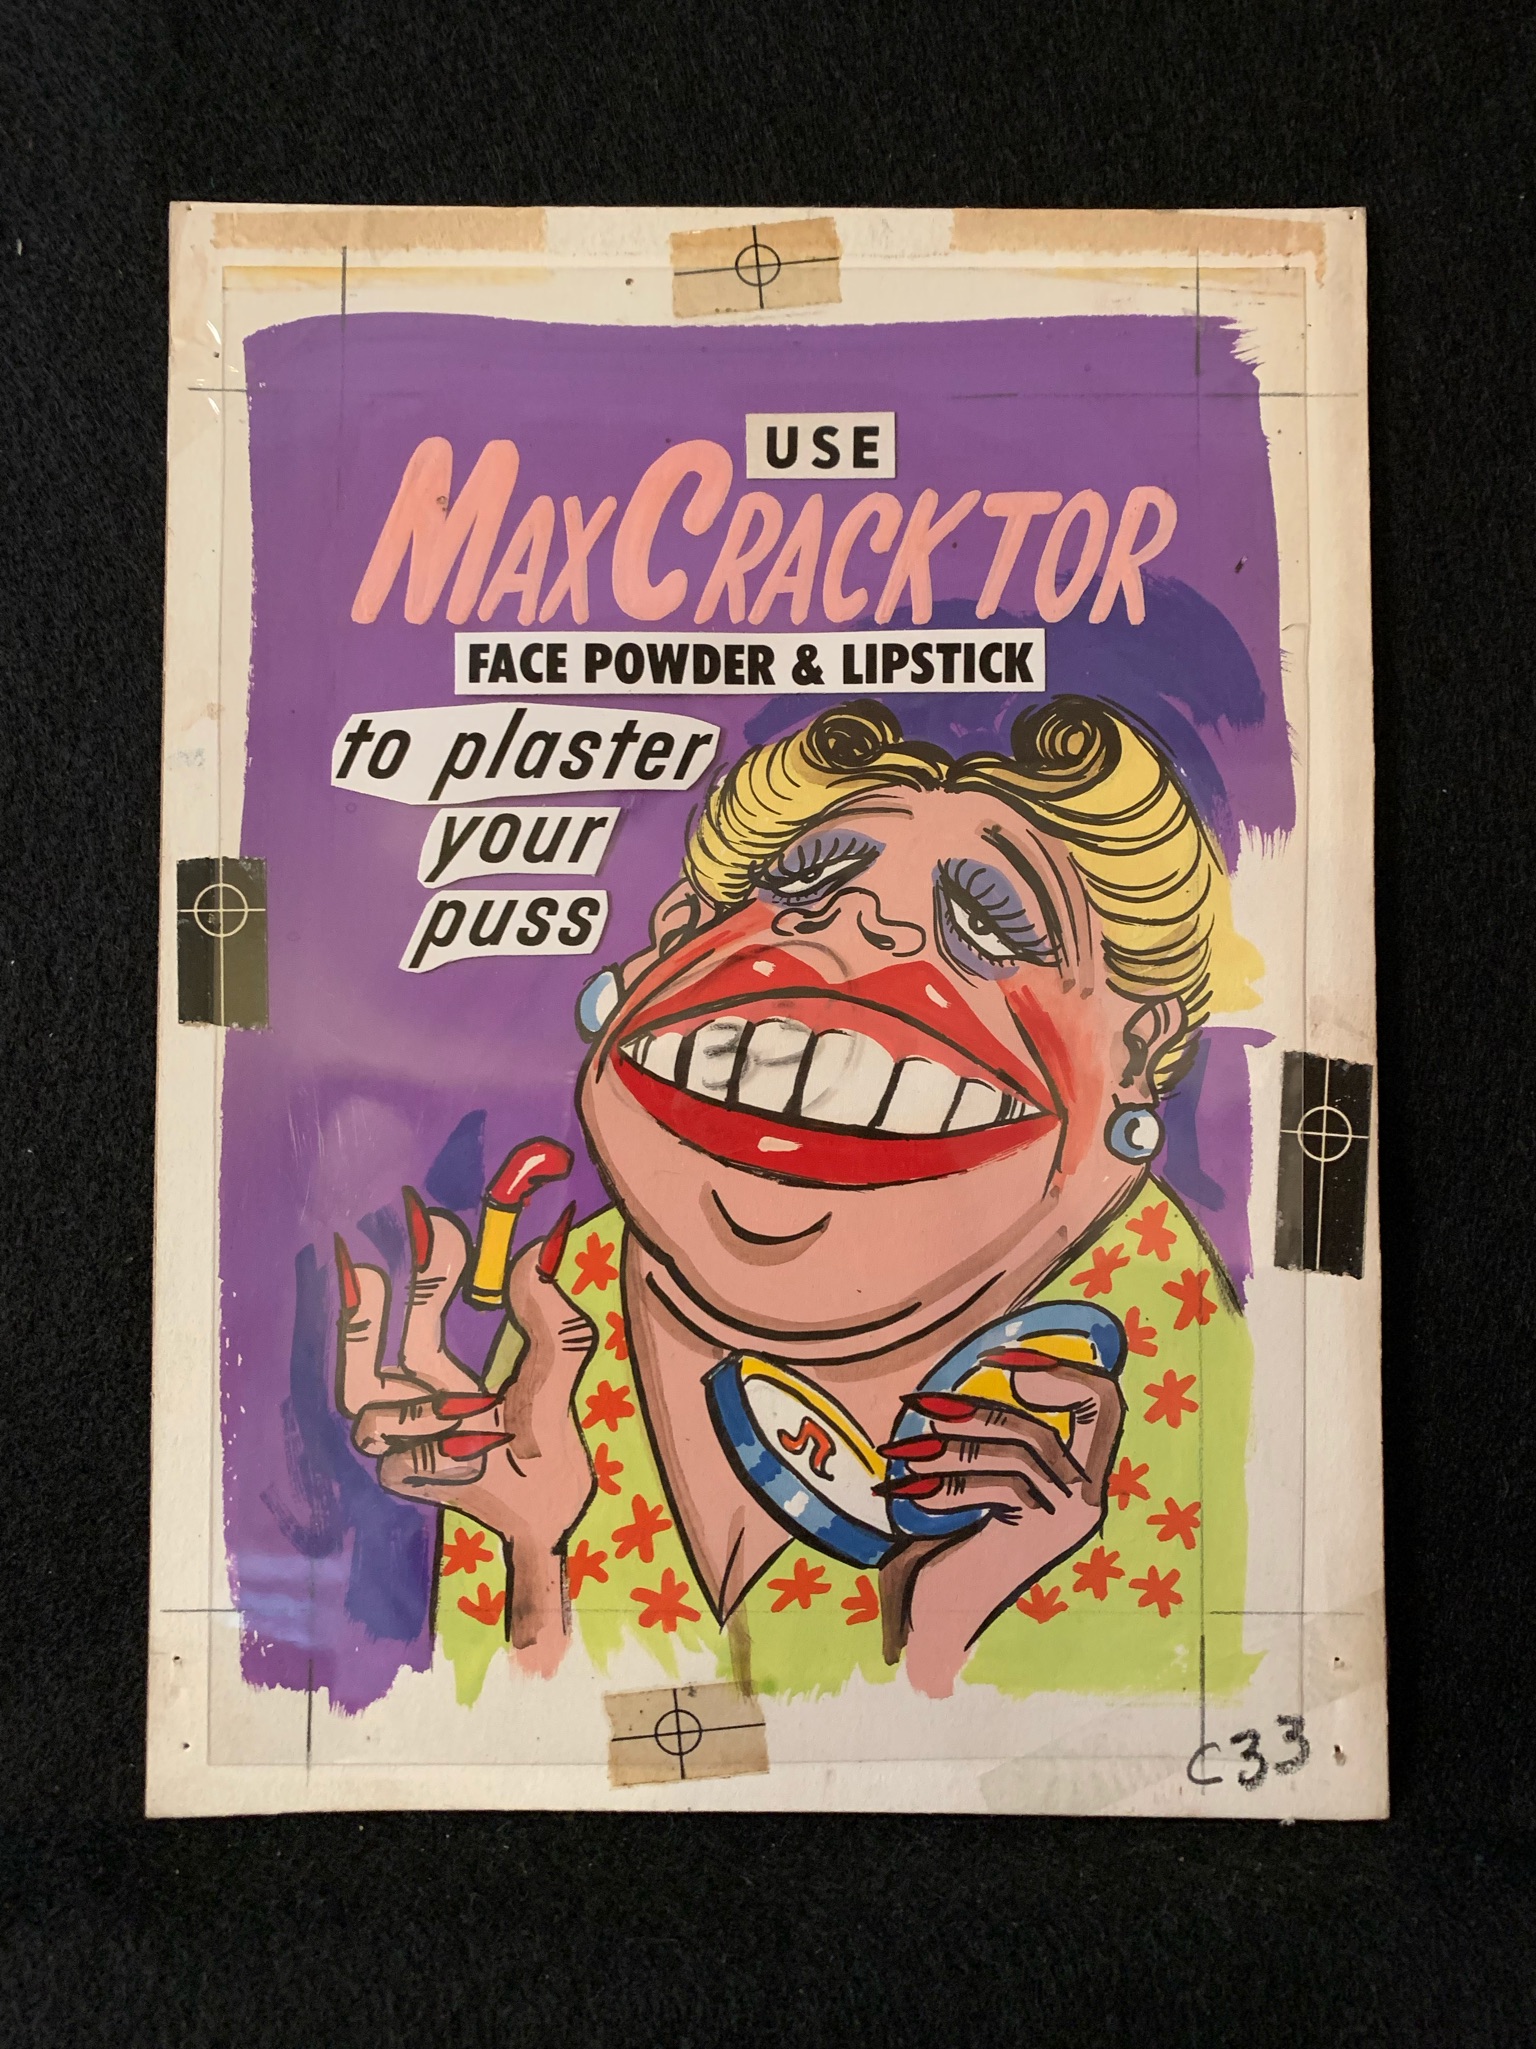 USE
MAXCRACKTOR
FACE POWDER & LIPSTICK
to plaster
your
puss
C33